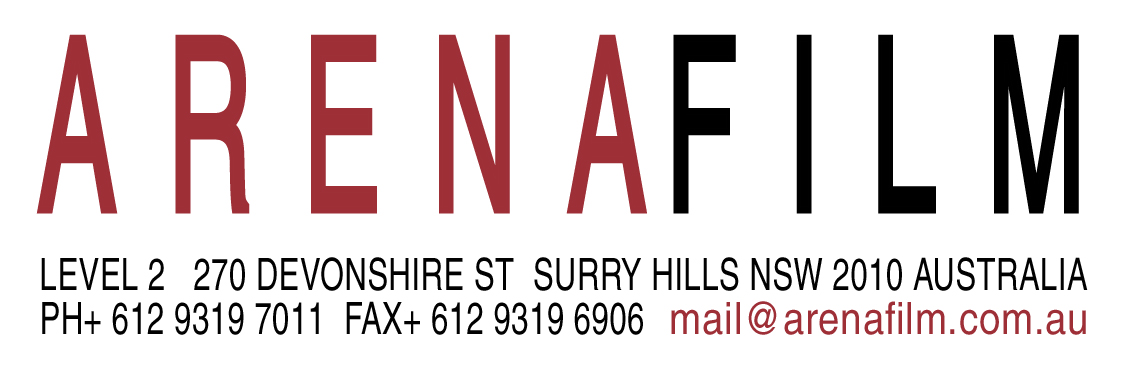 ARENAFILM
LEVEL 2 270 DEVONSHIRE ST SURRY HILLS NSW 2010 AUSTRALIA
PH+ 612 9319 7011 FAX+ 612 9319 6906 mail@arenafilm.com.au